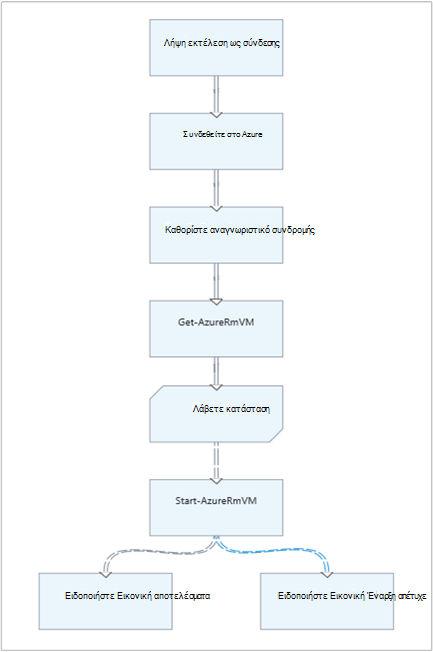 Λήψη εκτέλεση ως σύνδεσης
Συνδεθείτε στο Azure
Καθορίστε αναγνωριστικό συνδρομής
Get-AzureRmVM
Λάβετε κατάσταση
Start-AzureRmVM
Ειδοποιήστε Εικονική αποτελέσματα
Ειδοποιήστε Εικονική Έναρξη απέτυχε